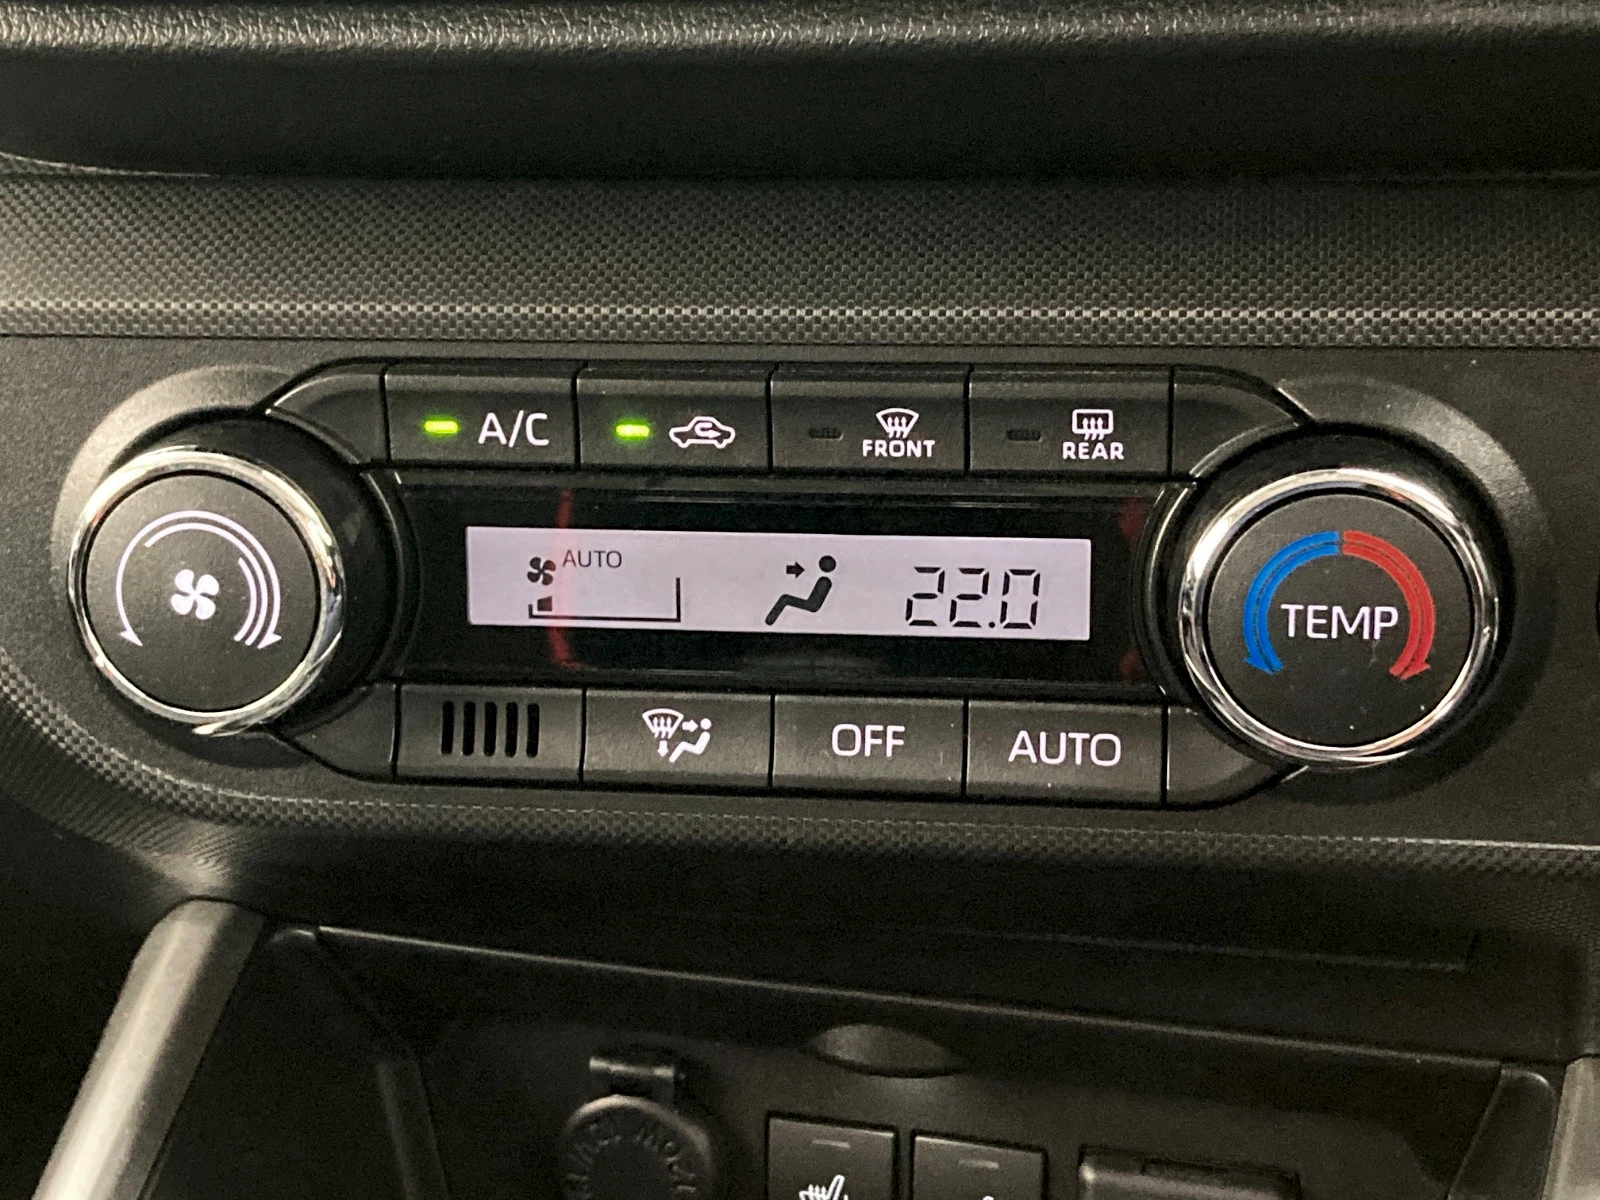 A/C
FRONT
REAR
AUTO
22.0
TEMP
OFF
AUTO